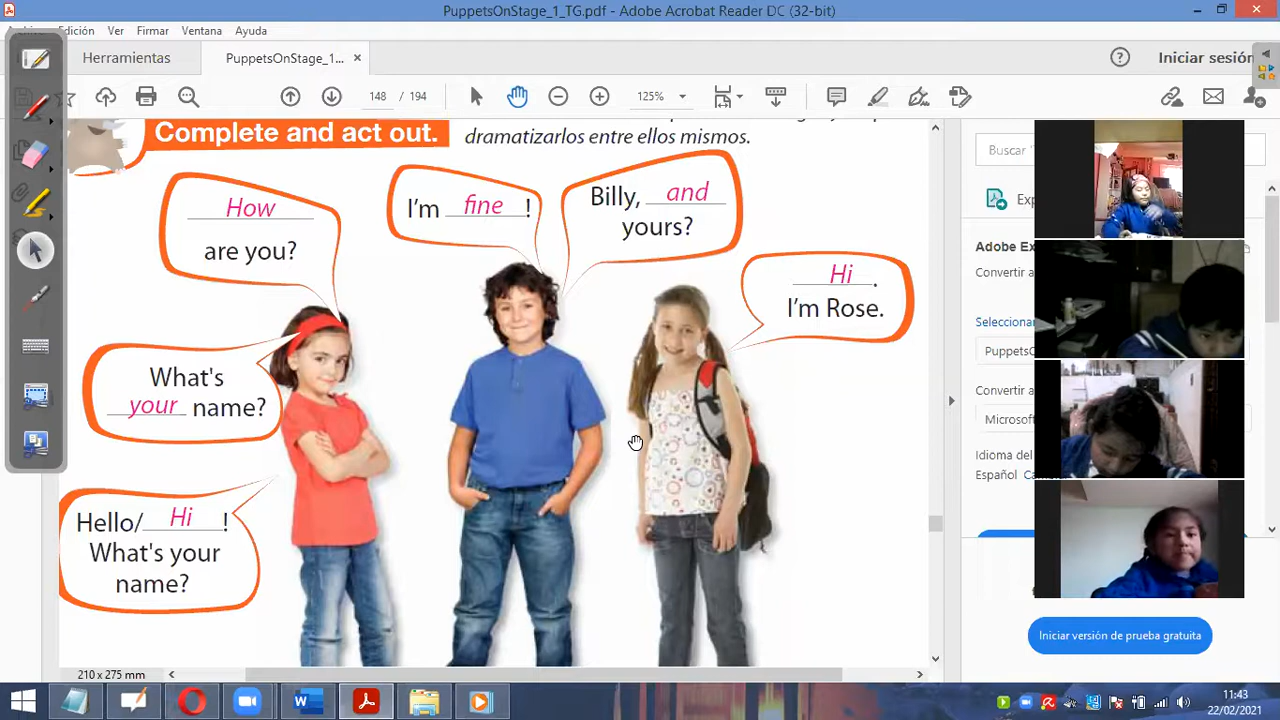 PuppetsOnStage_1_TG.pdf - Adobe Acrobat Reader DC (32-bit)
Edición Ver Firmar Ventana Ayuda
Herramientas
PuppetsOnStage_1...
Iniciar sesión
148 / 194
125%
Complete and act out.
dramatizarlos entre ellos mismos.
How
are you?
I'm fine !
Billy, and
yours?
Hi .
I'm Rose.
What's
your name?
Hello/ Hi !
What's your
name?
Buscar
Exp
Adobe Ex
Convertir a
Seleccionar
PuppetsO
Convertir a
Microsoft
Idioma del
Español
Iniciar versión de prueba gratuita
210 x 275 mm
11:43
22/02/2021